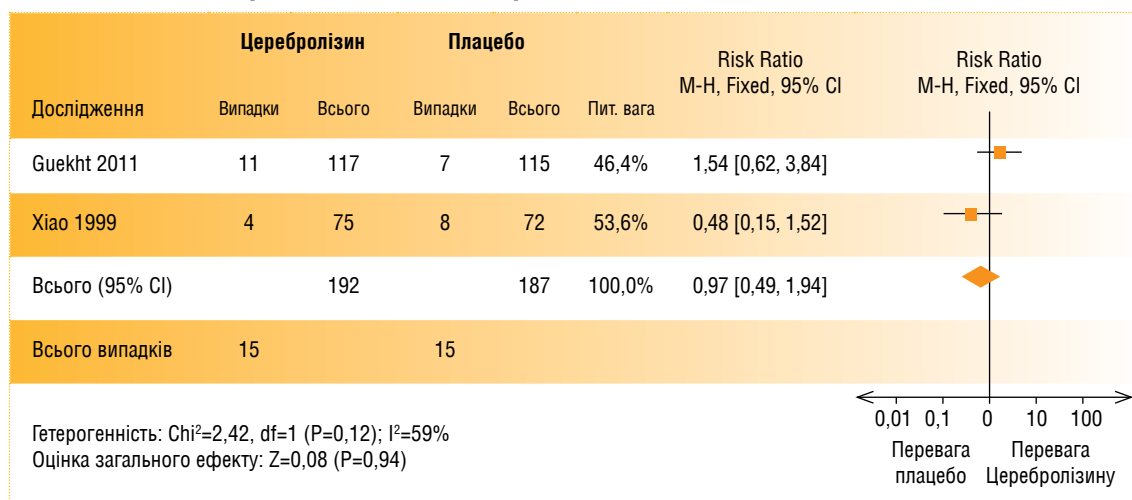 Церебролізин Плацебо Risk Ratio Risk Ratio
M-H, Fixed, 95% CI M-H, Fixed, 95% CI
Дослідження Випадки Всього Випадки Всього Пит. вага
Guekht 2011 11 117 7 115 46,4% 1,54 [0,62, 3,84]
Xiao 1999 4 75 8 72 53,6% 0,48 [0,15, 1,52]
Всього (95% CI) 192 187 100,0% 0,97 [0,49, 1,94]
Всього випадків 15 15
0,01 0,1 0 10 100
Гетерогенність: Chi²=2,42, df=1 (P=0,12); I²=59%
Оцінка загального ефекту: Z=0,08 (P=0,94)
Перевага Перевага
плацебо Церебролізину